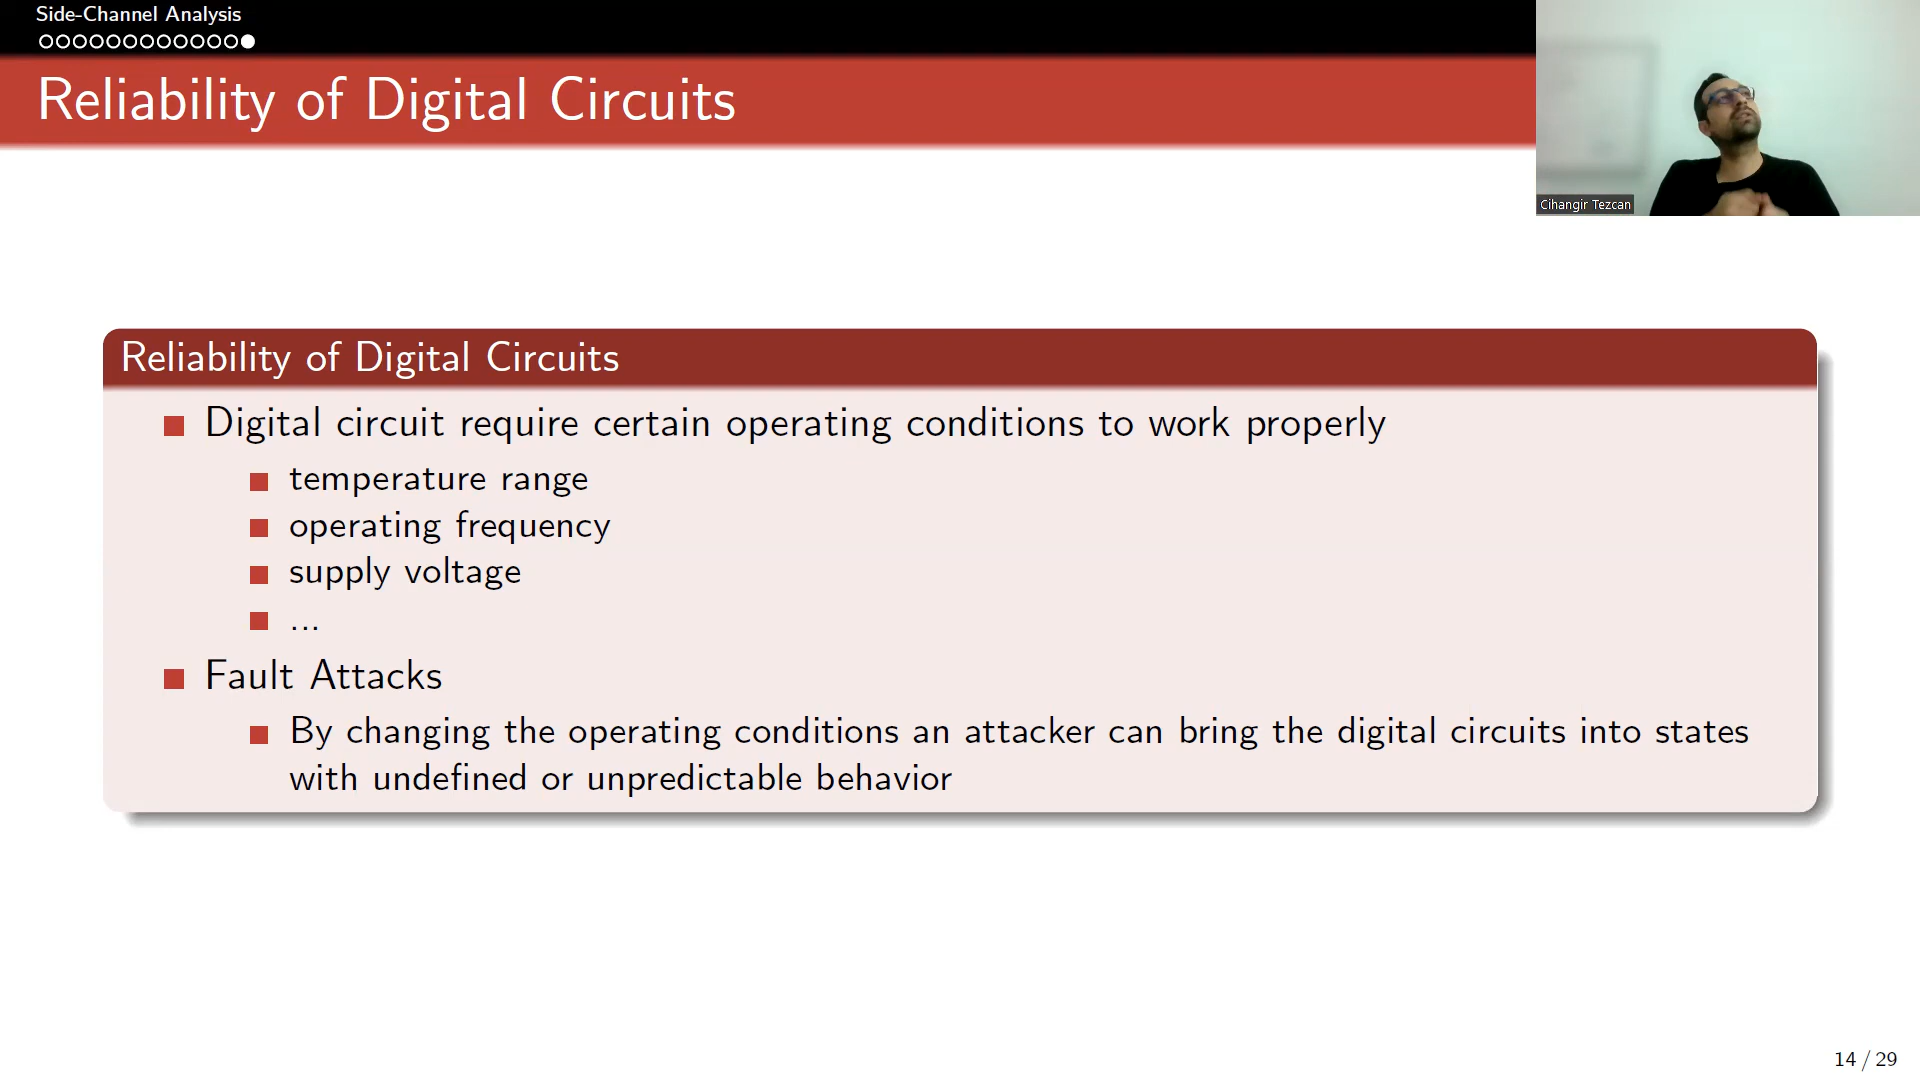 Side-Channel Analysis
Reliability of Digital Circuits
Cihangir Tezcan
Reliability of Digital Circuits
Digital circuit require certain operating conditions to work properly
temperature range
operating frequency
supply voltage
...
Fault Attacks
By changing the operating conditions an attacker can bring the digital circuits into states
with undefined or unpredictable behavior
14 / 29